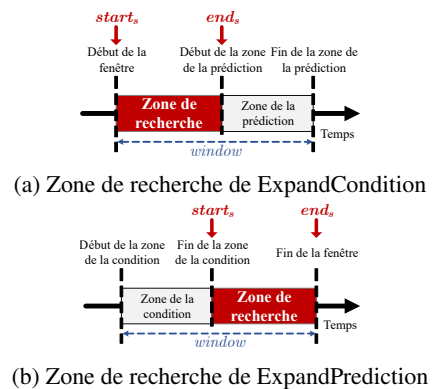 start_s end_s
Début de la Début de la zone Fin de la zone de
fenêtre de la prédiction la prédiction
Zone de Zone de la
recherche prédiction
Temps
window
(a) Zone de recherche de ExpandCondition
start_s end_s
Début de la zone Fin de la zone Fin de la fenêtre
de la condition de la condition
Zone de la Zone de
condition recherche
Temps
window
(b) Zone de recherche de ExpandPrediction